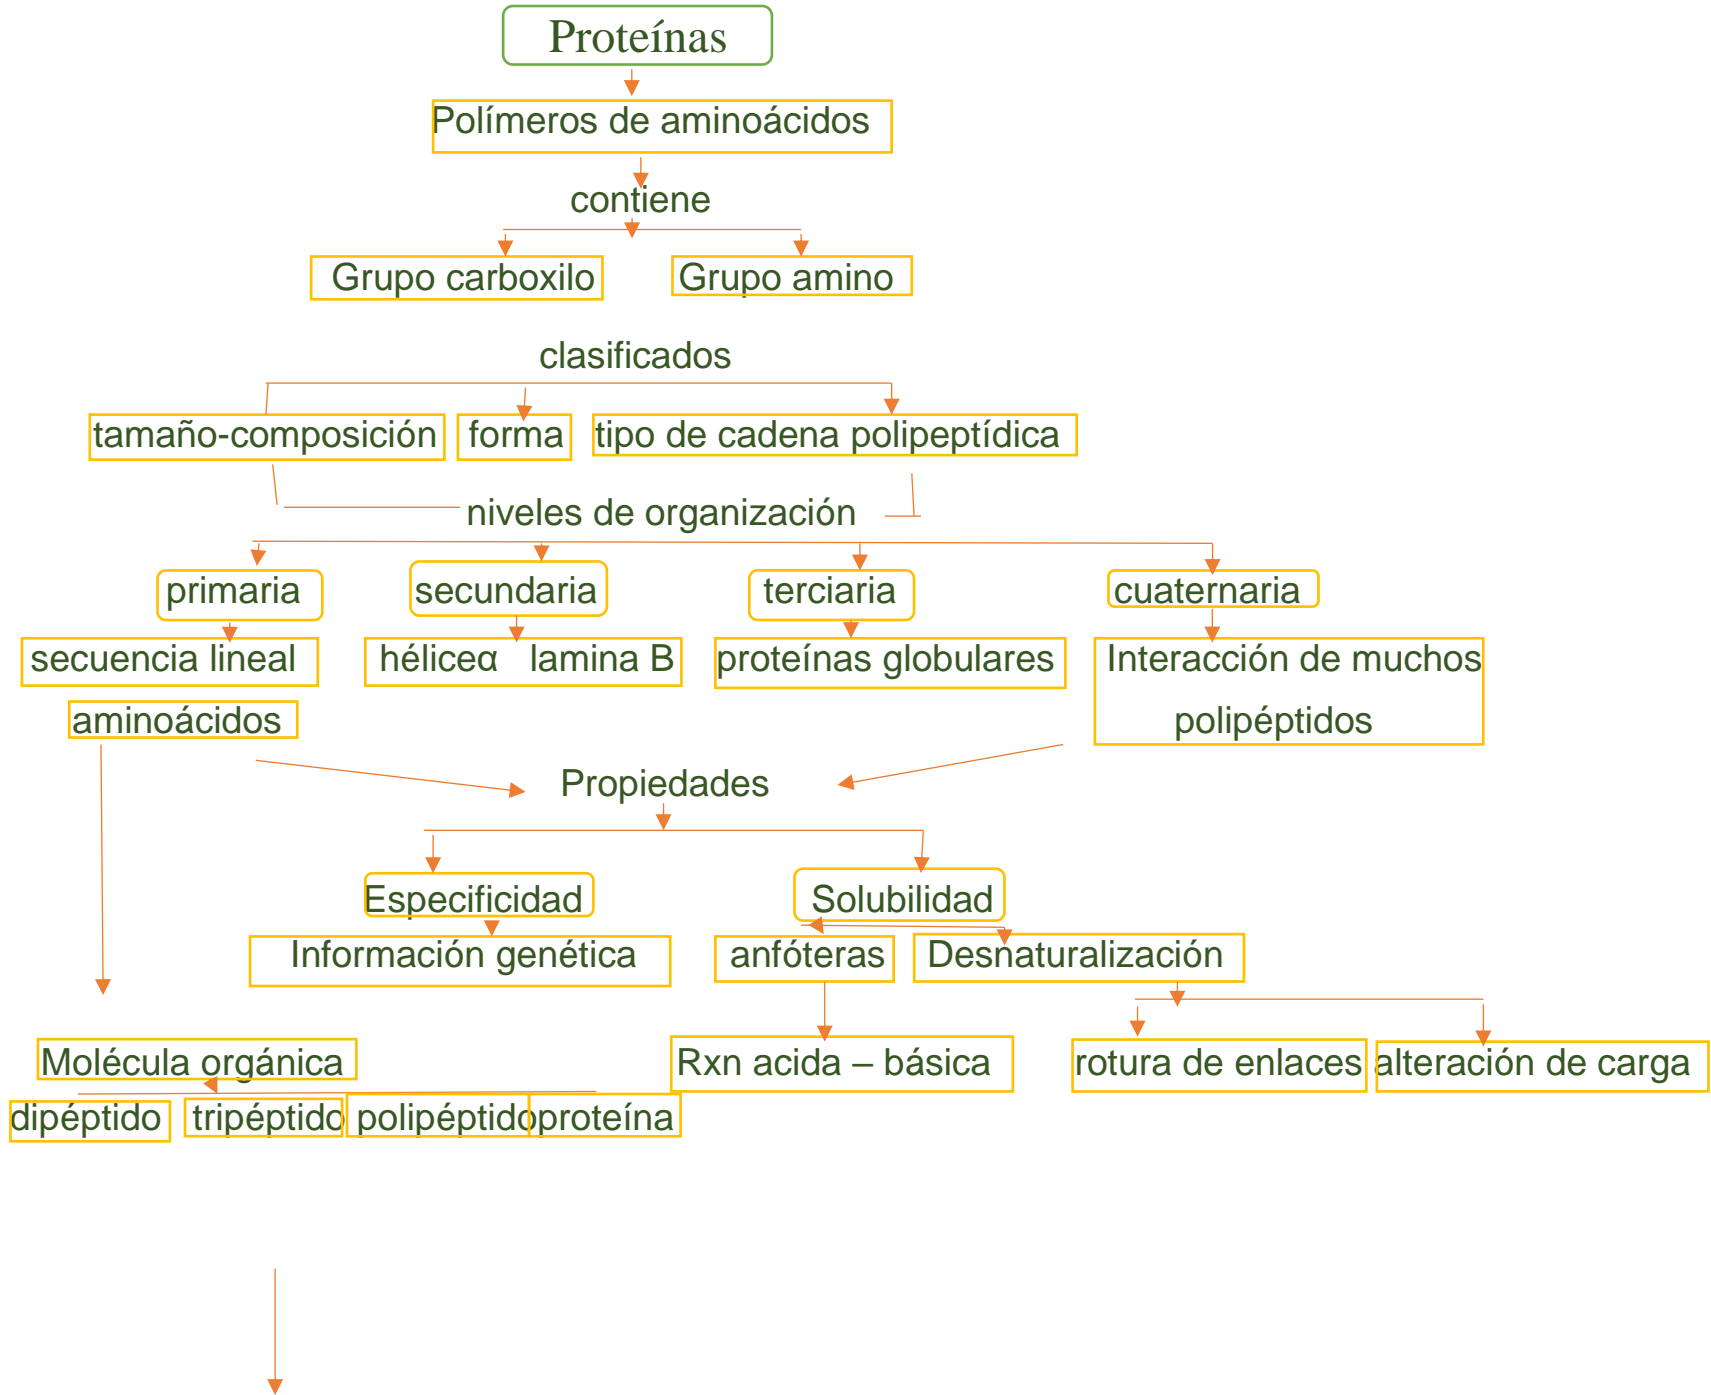 Proteínas
Polímeros de aminoácidos
contiene
Grupo carboxilo Grupo amino
clasificados
tamaño-composición forma tipo de cadena polipeptídica
niveles de organización
primaria secundaria terciaria cuaternaria
secuencia lineal héliceα lamina B proteínas globulares Interacción de muchos
aminoácidos polipéptidos
Propiedades
Especificidad Solubilidad
Información genética anfóteras Desnaturalización
Molécula orgánica Rxn acida – básica rotura de enlaces alteración de carga
dipéptido tripéptido polipéptido proteína